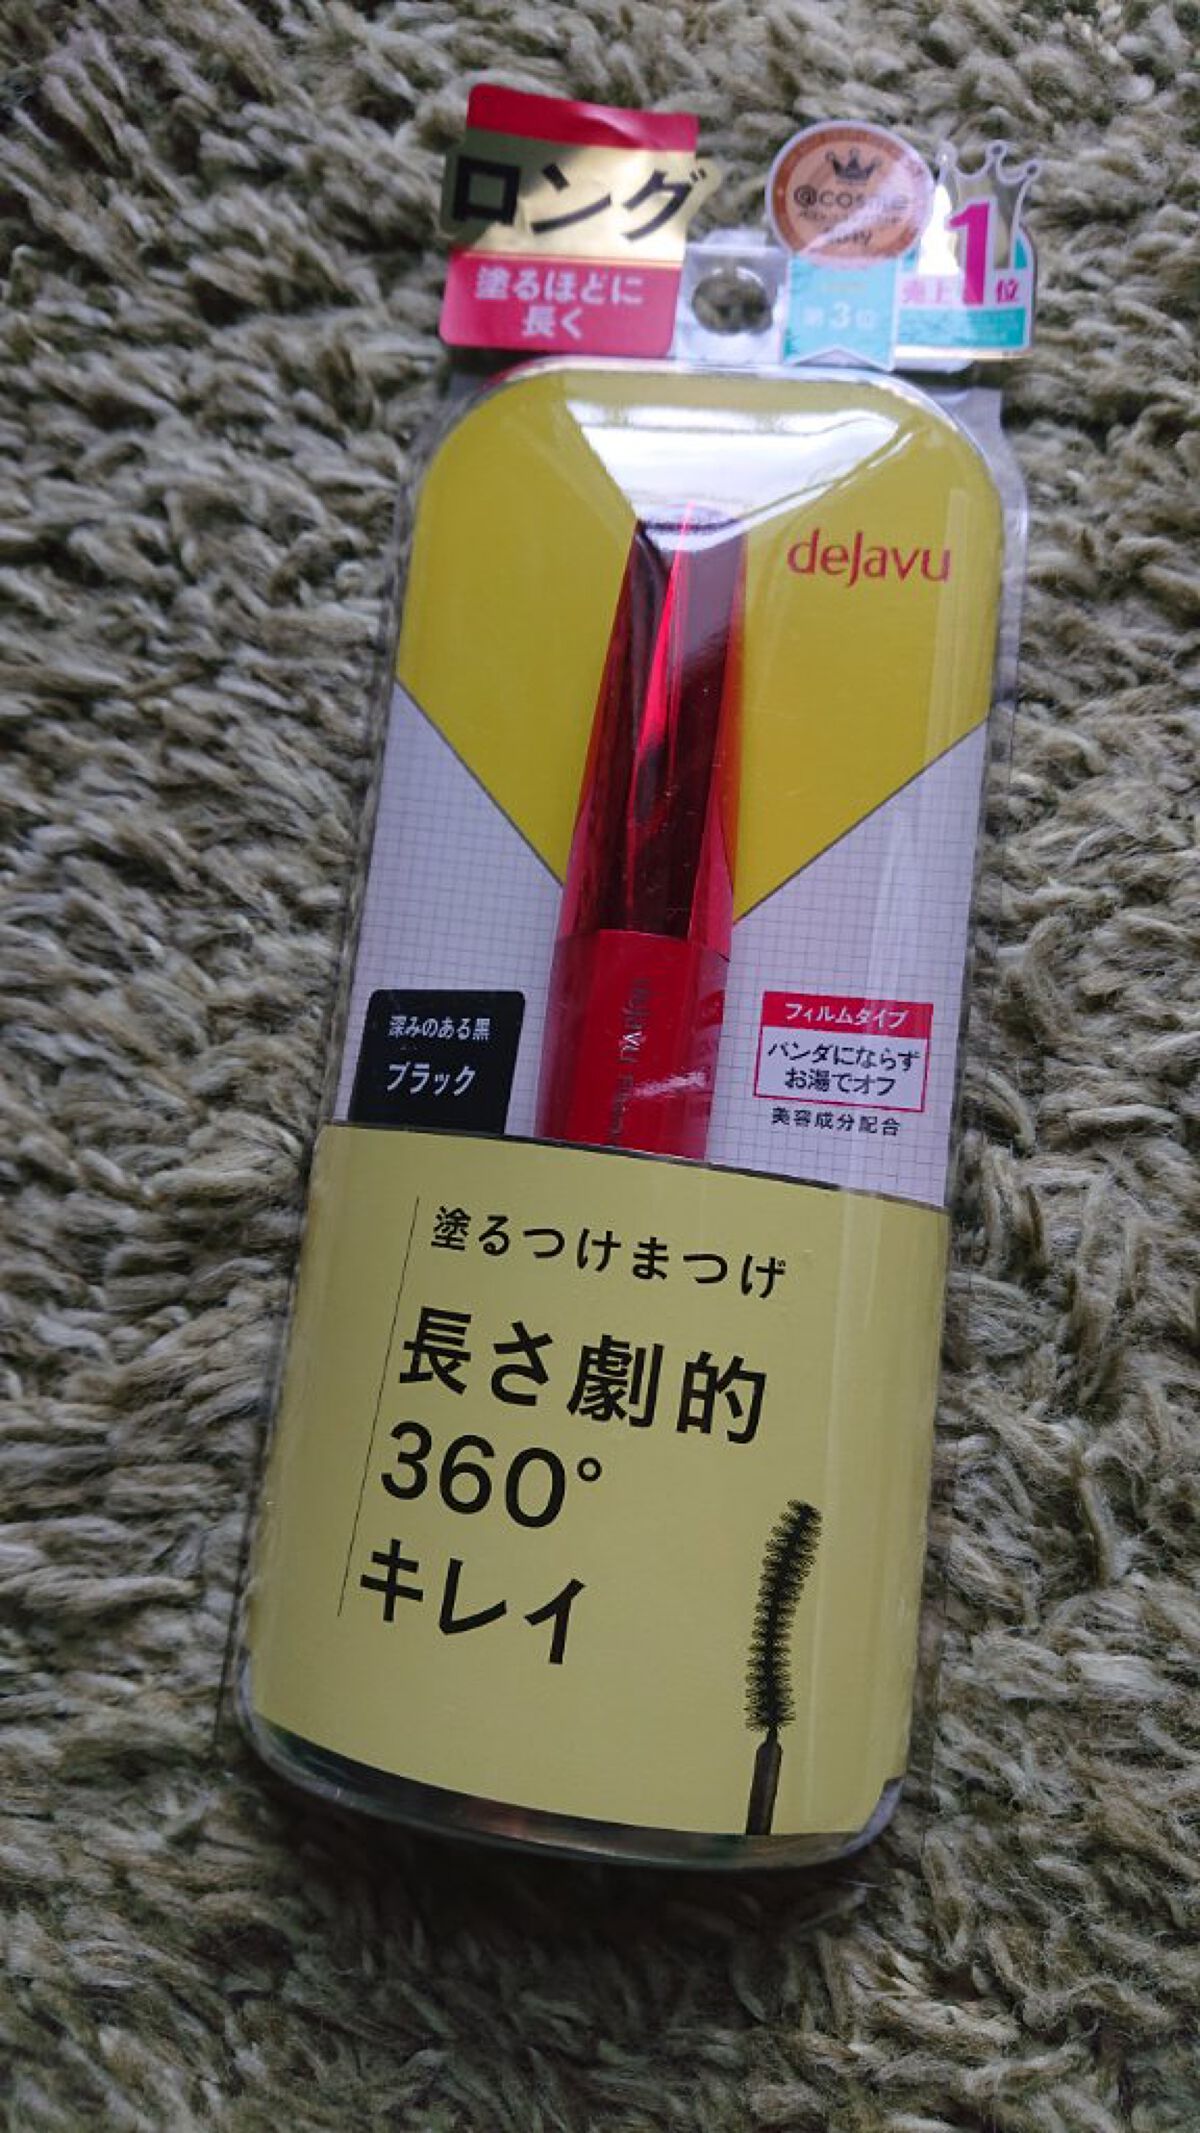 ロング
塗るほどに
長く
@cosme
第3位
売上1位
dejavu
dejavu
深みのある黒
ブラック
フィルムタイプ
パンダにならず
お湯でオフ
美容成分配合
塗るつけまつげ
長さ劇的
360°
キレイ